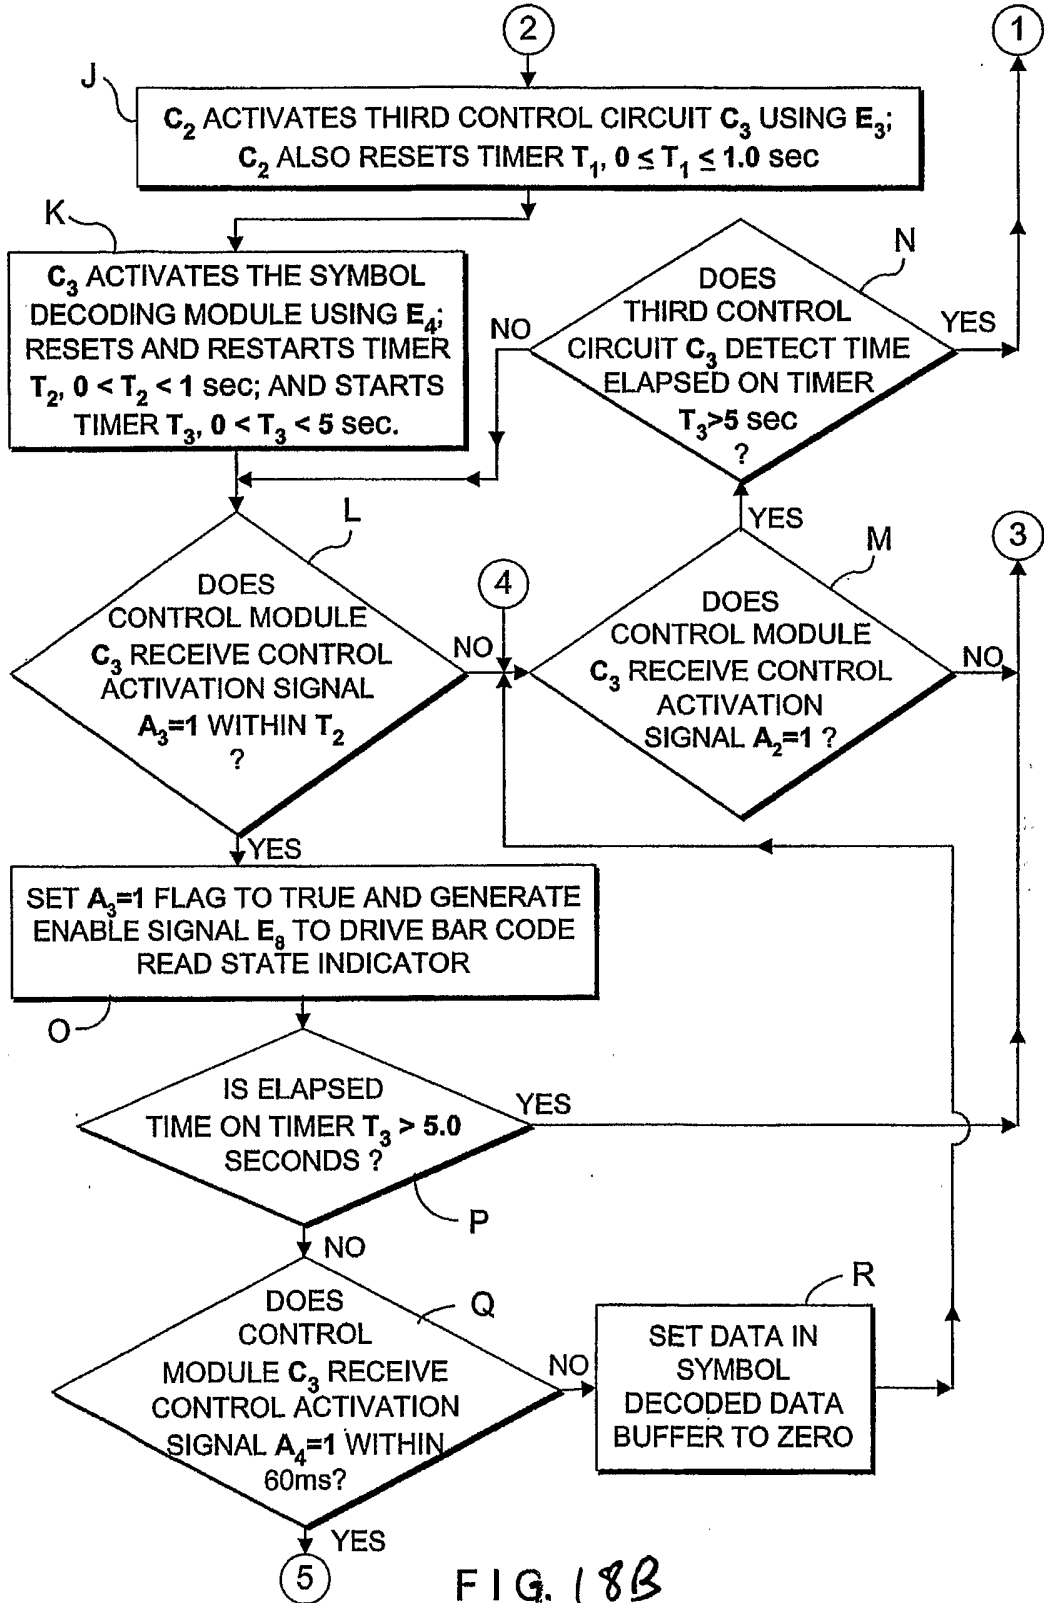 2
1
J
C2 ACTIVATES THIRD CONTROL CIRCUIT C3 USING E3;
C2 ALSO RESETS TIMER T1, 0 ≤ T1 ≤ 1.0 sec
K
C3 ACTIVATES THE SYMBOL
DECODING MODULE USING E4;
RESETS AND RESTARTS TIMER
T2, 0 < T2 < 1 sec; AND STARTS
TIMER T3, 0 < T3 < 5 sec.
N
DOES
THIRD CONTROL
CIRCUIT C3 DETECT TIME
ELAPSED ON TIMER
T3>5 sec
?
NO
YES
L
DOES
CONTROL MODULE
C3 RECEIVE CONTROL
ACTIVATION SIGNAL
A3=1 WITHIN T2
?
NO
YES
4
YES
M
DOES
CONTROL MODULE
C3 RECEIVE CONTROL
ACTIVATION
SIGNAL A2=1 ?
NO
3
SET A3=1 FLAG TO TRUE AND GENERATE
ENABLE SIGNAL E8 TO DRIVE BAR CODE
READ STATE INDICATOR
O
IS ELAPSED
TIME ON TIMER T3 > 5.0
SECONDS ?
YES
P
NO
DOES
CONTROL
MODULE C3 RECEIVE
CONTROL ACTIVATION
SIGNAL A4=1 WITHIN
60ms?
Q
NO
R
SET DATA IN
SYMBOL
DECODED DATA
BUFFER TO ZERO
YES
5
FIG. 18B